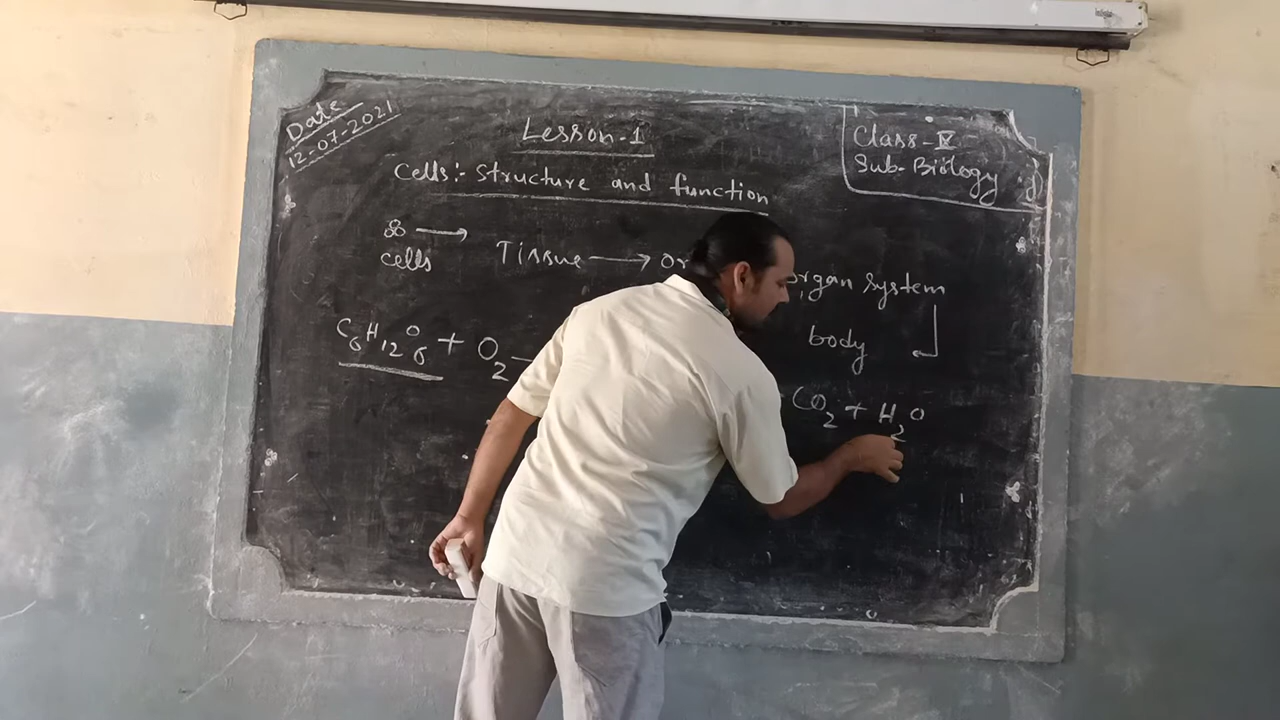 Date
12-07-2021
Lesson-1
Class-IX
Sub-Biology
Cells:- Structure and function
cells → Tissue → or
organ system
body
C6H12O6 + O2
CO2 + H2O